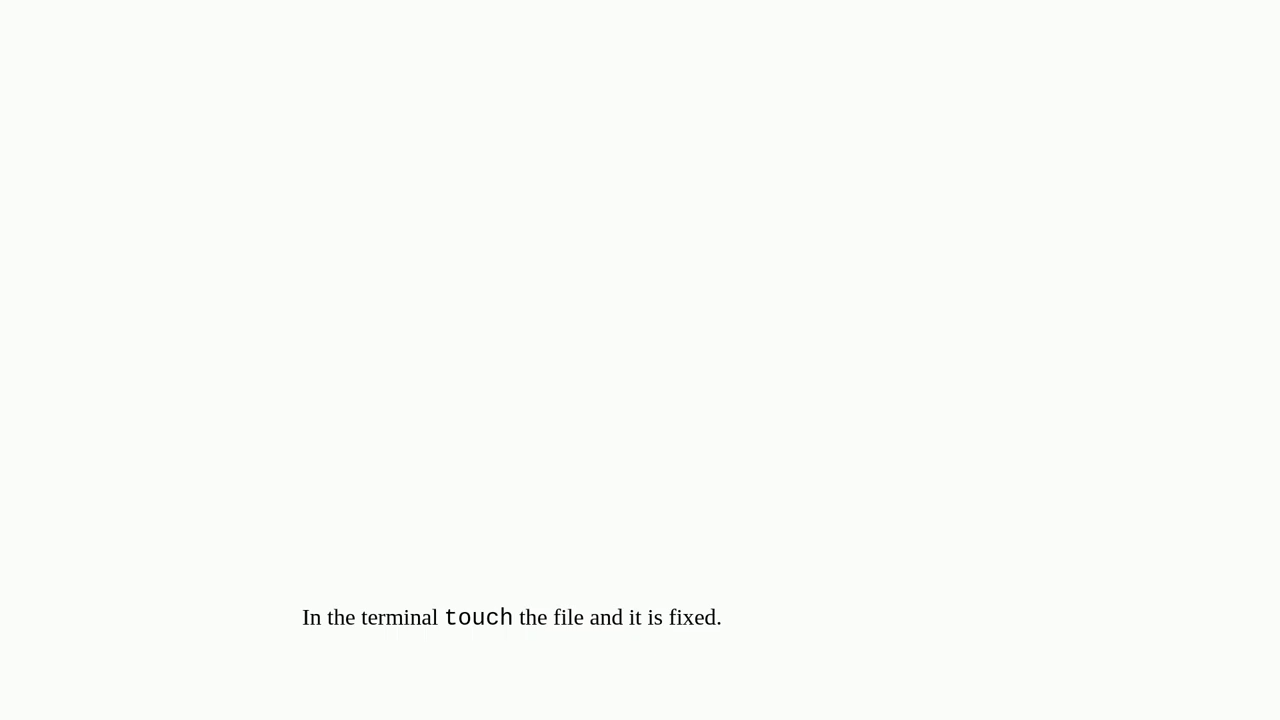 In the terminal touch the file and it is fixed.